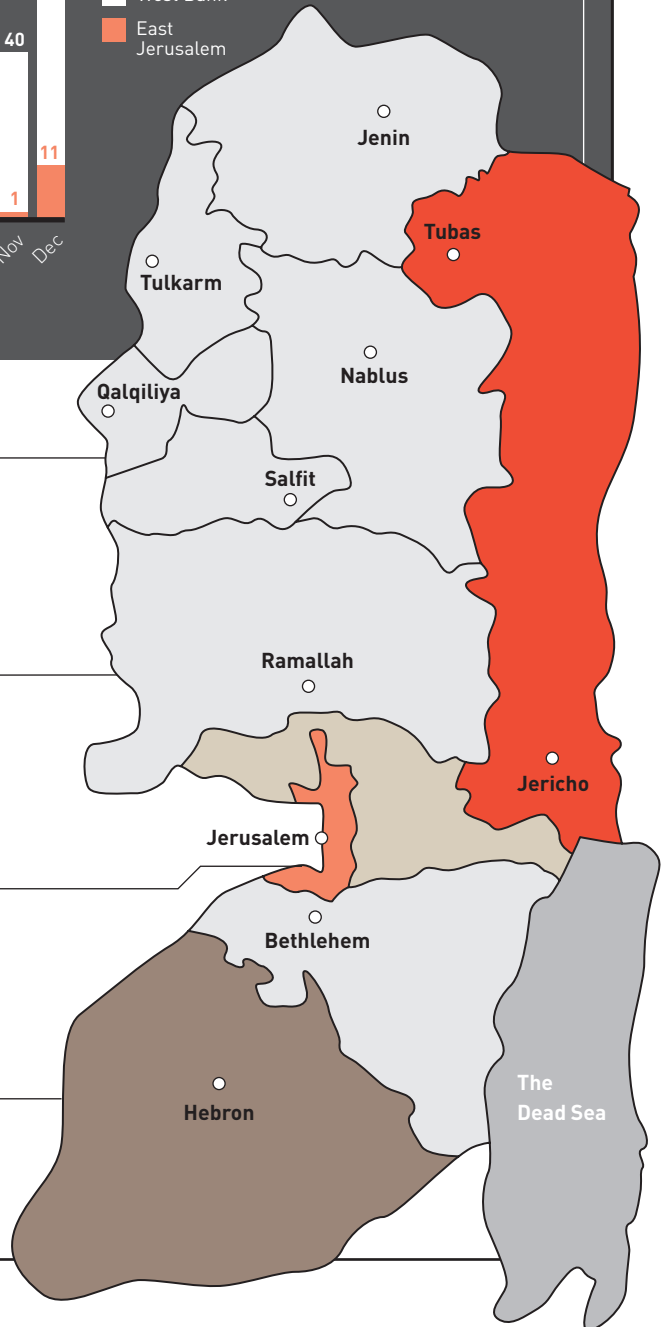 40
11
1
Nov
Dec
East
Jerusalem
Jenin
Tubas
Tulkarm
Nablus
Qalqiliya
Salfit
Ramallah
Jericho
Jerusalem
Bethlehem
The
Dead Sea
Hebron